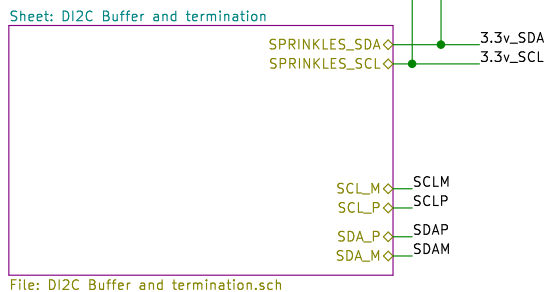 Sheet: DI2C Buffer and termination
SPRINKLES_SDA 3.3v_SDA
SPRINKLES_SCL 3.3v_SCL
SCL_M SCLM
SCL_P SCLP
SDA_P SDAP
SDA_M SDAM
File: DI2C Buffer and termination.sch